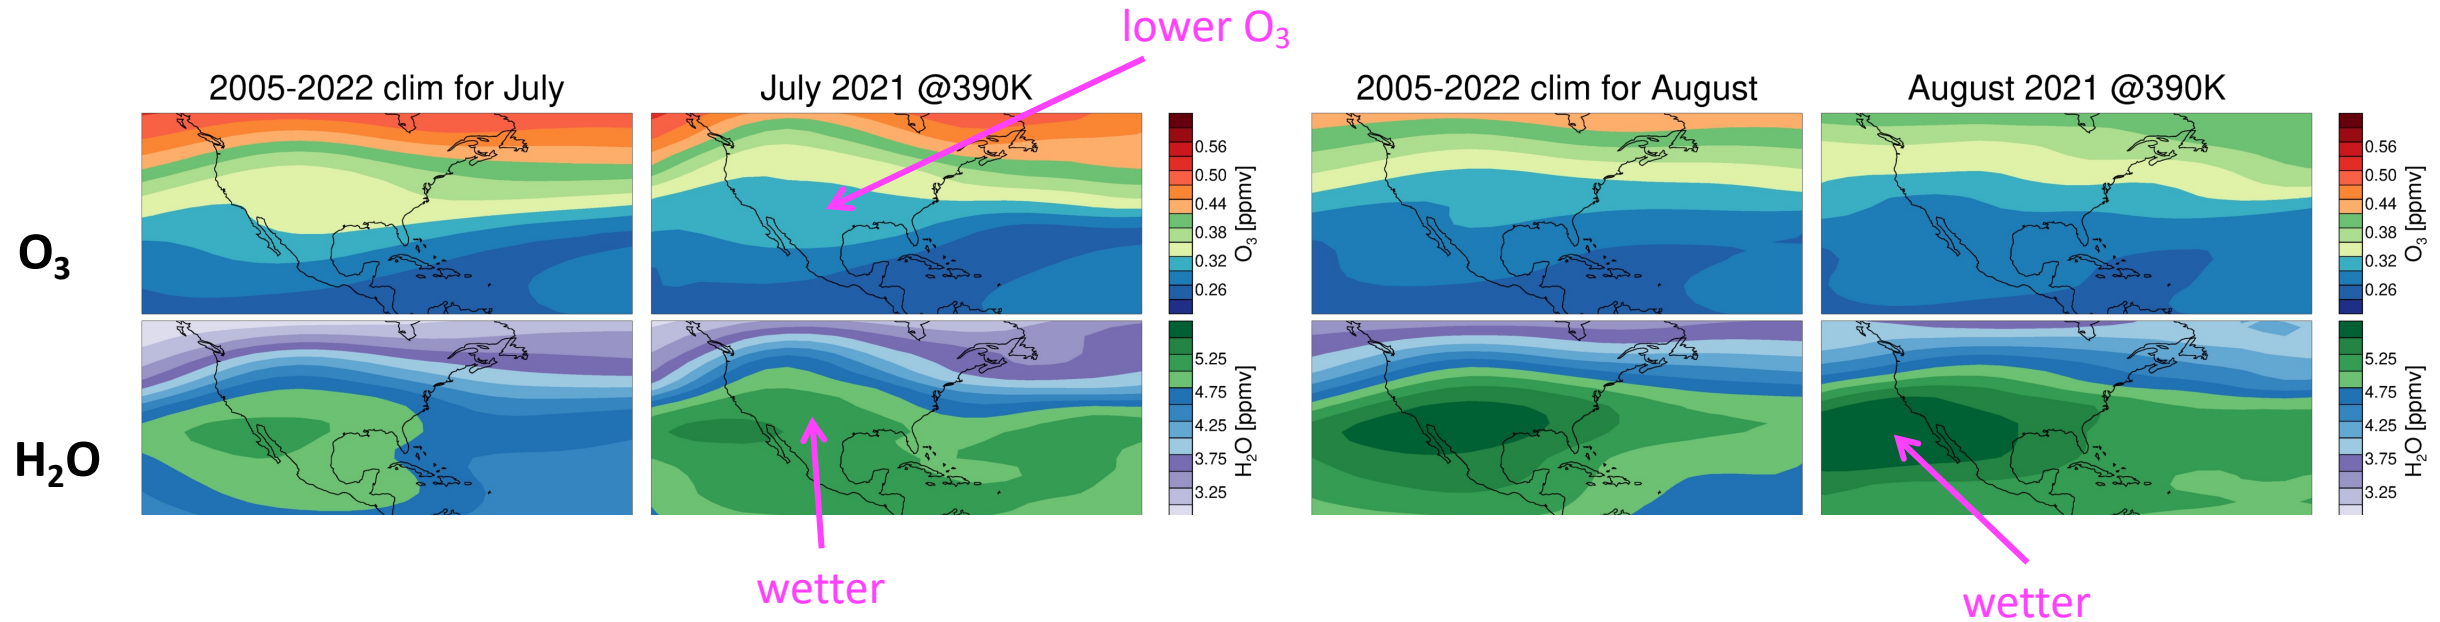 lower O₃
2005-2022 clim for July
July 2021 @390K
2005-2022 clim for August
August 2021 @390K
O₃
0.56
0.50
0.44
0.38
0.32
0.26
O₃ [ppmv]
0.56
0.50
0.44
0.38
0.32
0.26
O₃ [ppmv]
H₂O
5.25
4.75
4.25
3.75
3.25
H₂O [ppmv]
5.25
4.75
4.25
3.75
3.25
H₂O [ppmv]
wetter
wetter